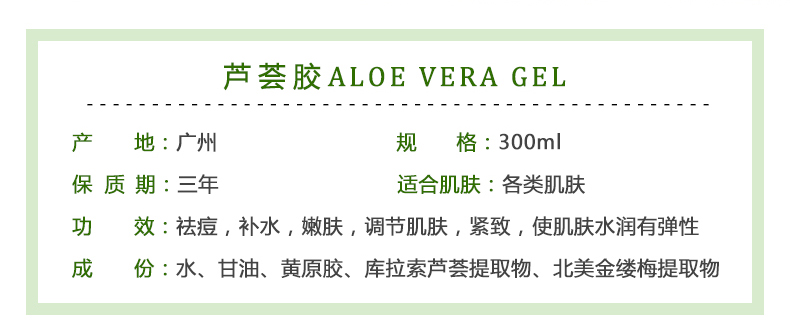 芦荟胶ALOE VERA GEL
产 地：广州 规 格：300ml
保 质 期：三年 适合肌肤：各类肌肤
功 效：祛痘，补水，嫩肤，调节肌肤，紧致，使肌肤水润有弹性
成 份：水、甘油、黄原胶、库拉索芦荟提取物、北美金缕梅提取物